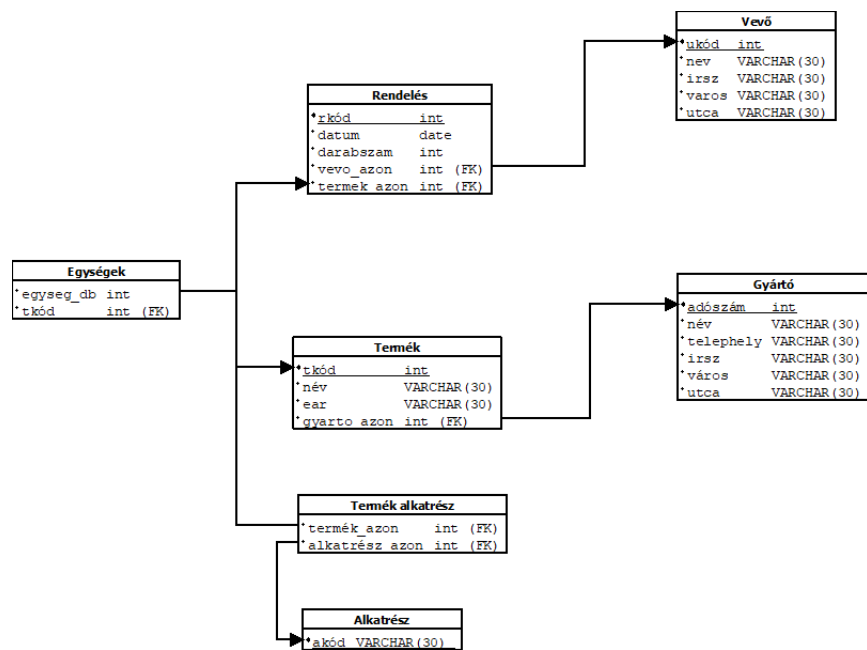 Vevő
ukód int
nev VARCHAR(30)
irsz VARCHAR(30)
varos VARCHAR(30)
utca VARCHAR(30)
Rendelés
rkód int
datum date
darabszam int
vevo_azon int (FK)
termek_azon int (FK)
Egységek
egyseg_db int
tkód int (FK)
Gyártó
adószám int
név VARCHAR(30)
telephely VARCHAR(30)
irsz VARCHAR(30)
város VARCHAR(30)
utca VARCHAR(30)
Termék
tkód int
név VARCHAR(30)
ear VARCHAR(30)
gyarto_azon int (FK)
Termék alkatrész
termék_azon int (FK)
alkatrész_azon int (FK)
Alkatrész
akód VARCHAR(30)